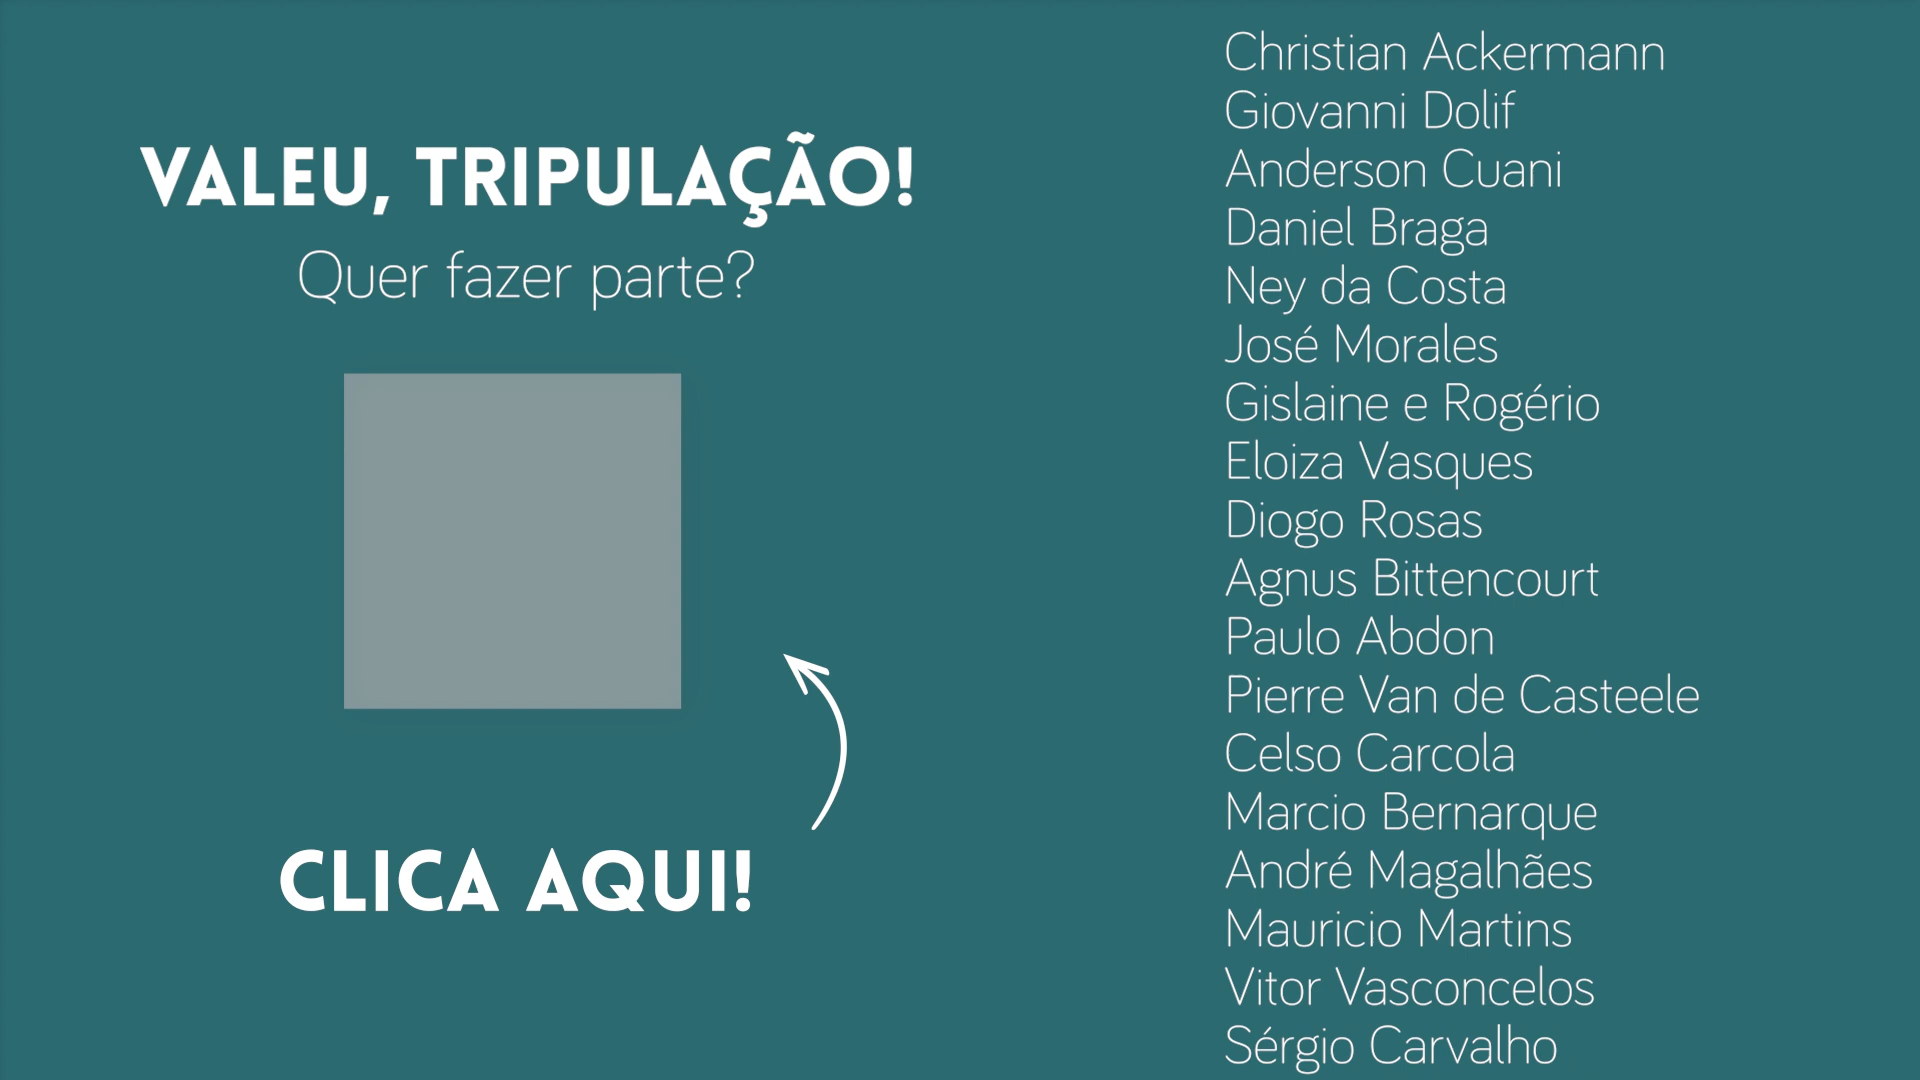 VALEU, TRIPULAÇÃO!
Quer fazer parte?
CLICA AQUI!
Christian Ackermann
Giovanni Dolif
Anderson Cuani
Daniel Braga
Ney da Costa
José Morales
Gislaine e Rogério
Eloiza Vasques
Diogo Rosas
Agnus Bittencourt
Paulo Abdon
Pierre Van de Casteele
Celso Carcola
Marcio Bernarque
André Magalhães
Mauricio Martins
Vitor Vasconcelos
Sérgio Carvalho